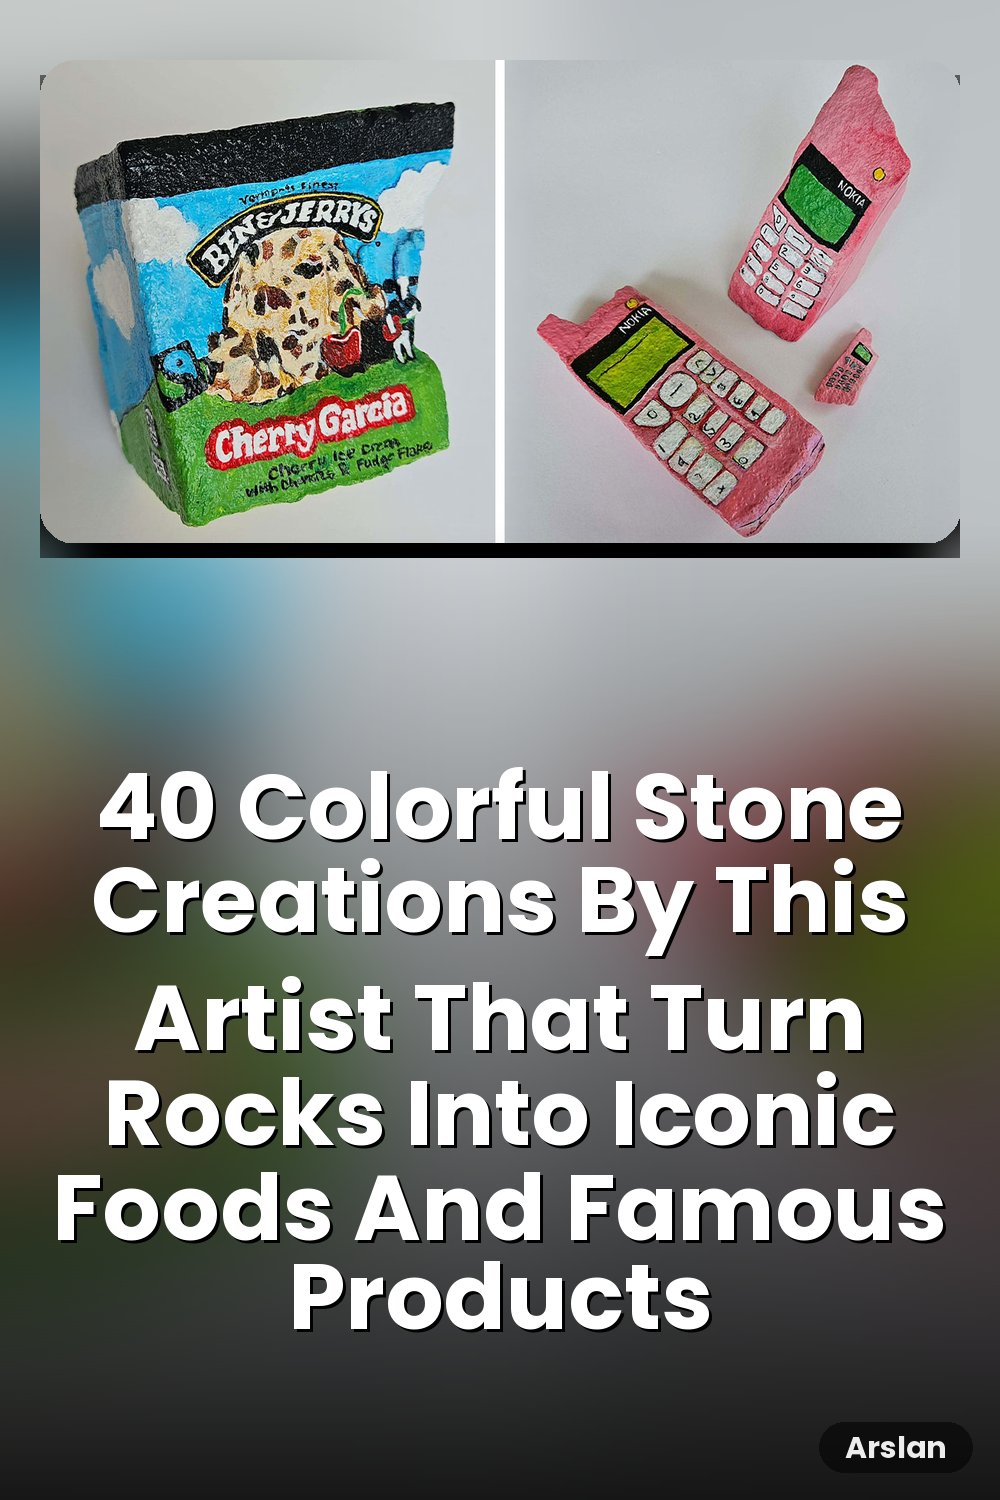 Vermont's Finest
BEN & JERRY'S
Cherry Garcia
Cherry Ice Cream
with Cherries & Fudge Flakes
NOKIA
NOKIA
40 Colorful Stone
Creations By This
Artist That Turn
Rocks Into Iconic
Foods And Famous
Products
Arslan